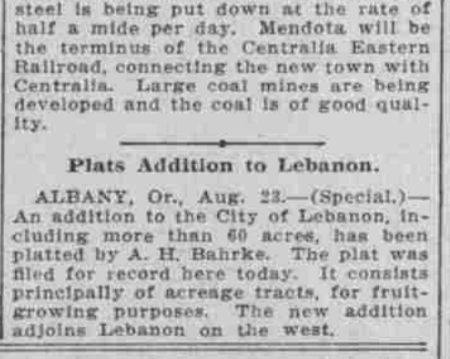 steel is being put down at the rate of
half a mide per day. Mendota will be
the terminus of the Centralia Eastern
Railroad, connecting the new town with
Centralia. Large coal mines are being
developed and the coal is of good qual-
ity.
Plats Addition to Lebanon.
ALBANY, Or., Aug. 23.—(Special.)—
An addition to the City of Lebanon, in-
cluding more than 60 acres, has been
platted by A. H. Bahrke. The plat was
filed for record here today. It consists
principally of acreage tracts, for fruit-
growing purposes. The new addition
adjoins Lebanon on the west.